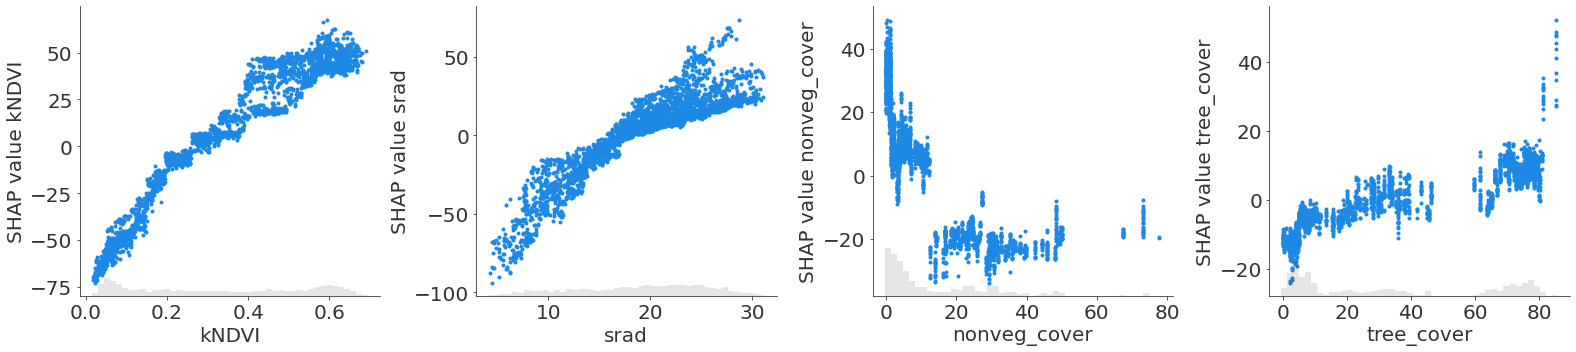 SHAP value kNDVI
50
25
0
−25
−50
−75
0.0 0.2 0.4 0.6
kNDVI
SHAP value srad
50
0
−50
−100
10 20 30
srad
SHAP value nonveg_cover
40
20
0
−20
0 20 40 60 80
nonveg_cover
SHAP value tree_cover
40
20
0
−20
0 20 40 60 80
tree_cover